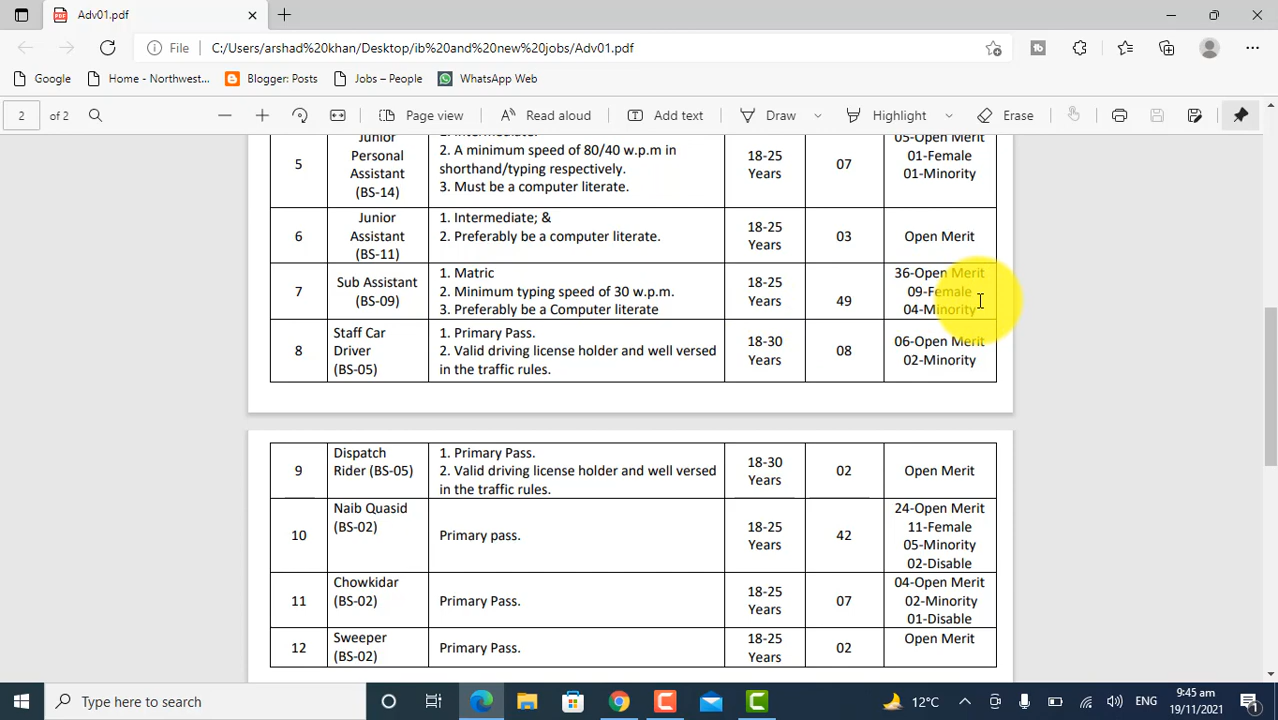 Adv01.pdf
File
C:/Users/arshad%20khan/Desktop/ib%20and%20new%20jobs/Adv01.pdf
Google
Home - Northwest...
Blogger: Posts
Jobs – People
WhatsApp Web
2 of 2
Page view
Read aloud
Add text
Draw
Highlight
Erase
5
Junior
Personal
Assistant
(BS-14)
1. Intermediate.
2. A minimum speed of 80/40 w.p.m in
shorthand/typing respectively.
3. Must be a computer literate.
18-25
Years
07
05-Open Merit
01-Female
01-Minority
6
Junior
Assistant
(BS-11)
1. Intermediate; &
2. Preferably be a computer literate.
18-25
Years
03
Open Merit
7
Sub Assistant
(BS-09)
1. Matric
2. Minimum typing speed of 30 w.p.m.
3. Preferably be a Computer literate
18-25
Years
49
36-Open Merit
09-Female
04-Minority
8
Staff Car
Driver
(BS-05)
1. Primary Pass.
2. Valid driving license holder and well versed
in the traffic rules.
18-30
Years
08
06-Open Merit
02-Minority
9
Dispatch
Rider (BS-05)
1. Primary Pass.
2. Valid driving license holder and well versed
in the traffic rules.
18-30
Years
02
Open Merit
10
Naib Quasid
(BS-02)
Primary pass.
18-25
Years
42
24-Open Merit
11-Female
05-Minority
02-Disable
11
Chowkidar
(BS-02)
Primary Pass.
18-25
Years
07
04-Open Merit
02-Minority
01-Disable
12
Sweeper
(BS-02)
Primary Pass.
18-25
Years
02
Open Merit
Type here to search
12°C
ENG
9:45 am
19/11/2021
1